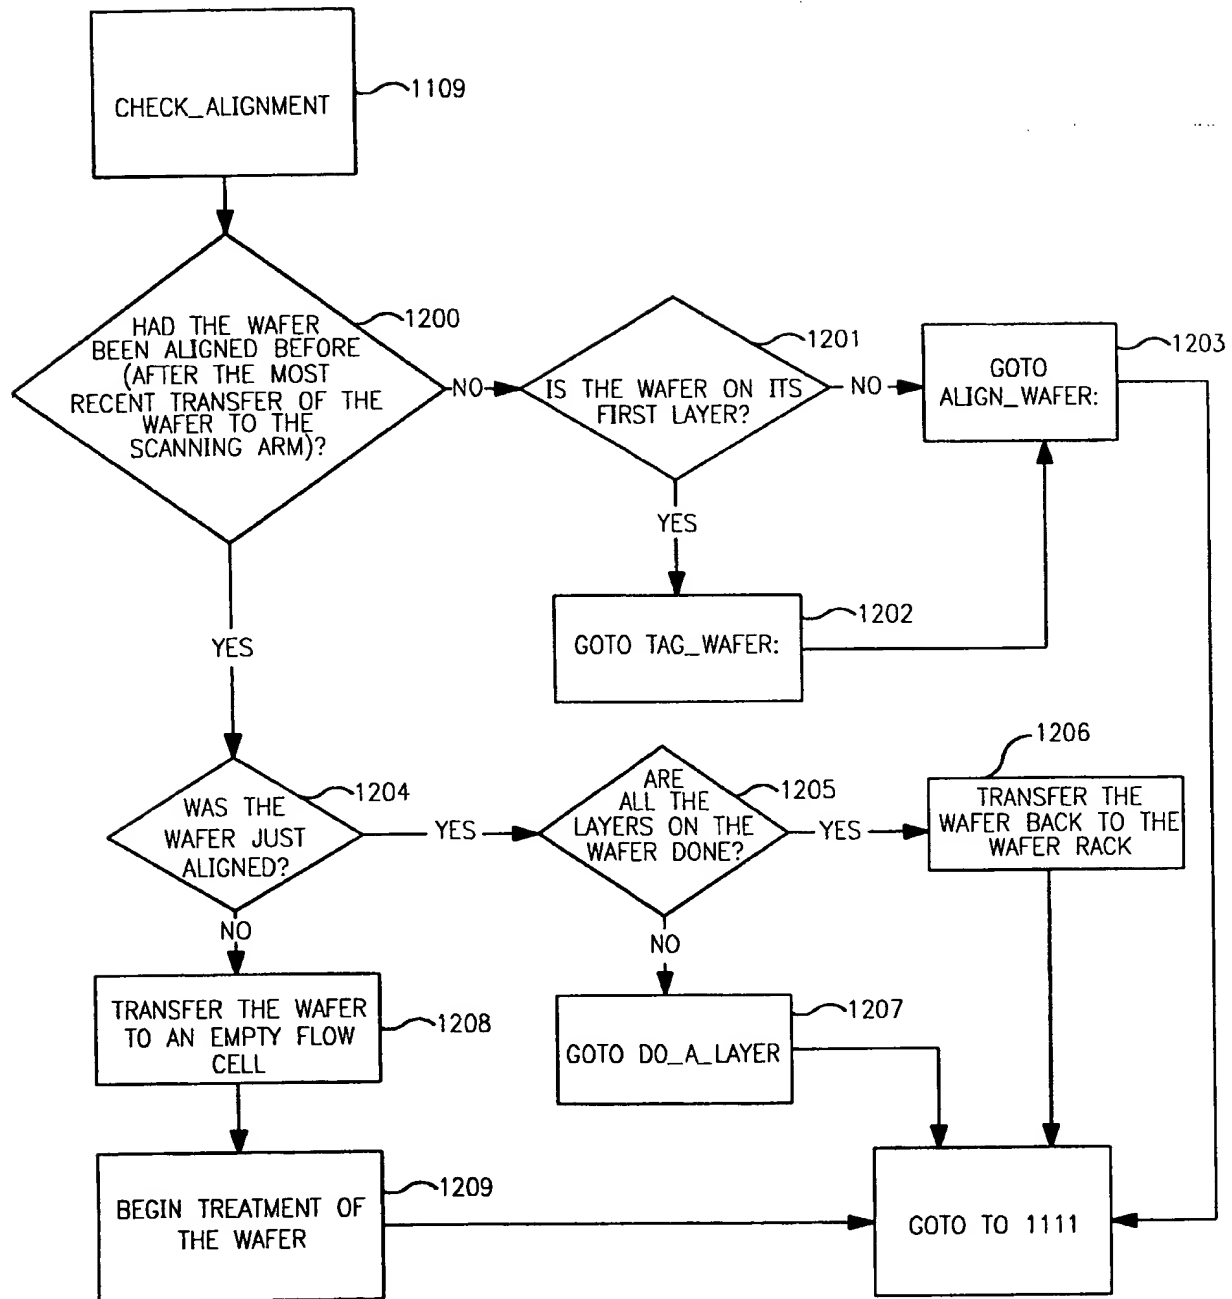 CHECK_ALIGNMENT
1109
HAD THE WAFER
BEEN ALIGNED BEFORE
(AFTER THE MOST
RECENT TRANSFER OF THE
WAFER TO THE
SCANNING ARM)?
1200
NO
IS THE WAFER ON ITS
FIRST LAYER?
1201
NO
GOTO
ALIGN_WAFER:
1203
YES
GOTO TAG_WAFER:
1202
YES
WAS THE
WAFER JUST
ALIGNED?
1204
YES
ARE
ALL THE
LAYERS ON THE
WAFER DONE?
1205
YES
TRANSFER THE
WAFER BACK TO THE
WAFER RACK
1206
NO
TRANSFER THE WAFER
TO AN EMPTY FLOW
CELL
1208
NO
GOTO DO_A_LAYER
1207
BEGIN TREATMENT OF
THE WAFER
1209
GOTO TO 1111